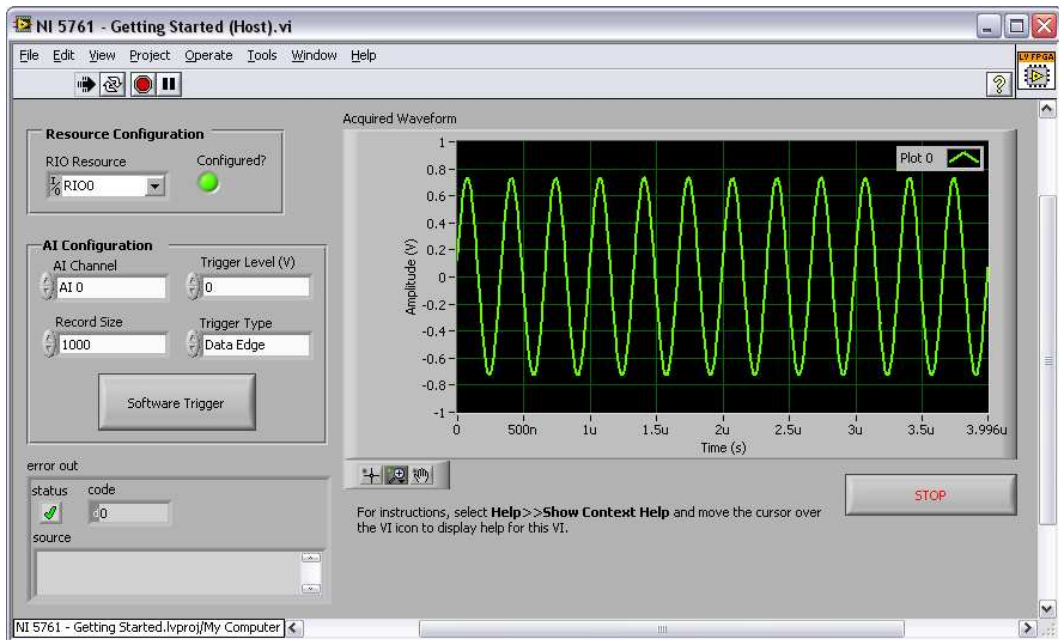 NI 5761 - Getting Started (Host).vi
File Edit View Project Operate Tools Window Help
LV FPGA
Resource Configuration
RIO Resource
Configured?
I/O RIO0
AI Configuration
AI Channel
Trigger Level (V)
AI 0
0
Record Size
Trigger Type
1000
Data Edge
Software Trigger
error out
status
code
d0
source
Acquired Waveform
Plot 0
Amplitude (V)
1
0.8
0.6
0.4
0.2
0
-0.2
-0.4
-0.6
-0.8
-1
0 500n 1u 1.5u 2u 2.5u 3u 3.5u 3.996u
Time (s)
For instructions, select Help>>Show Context Help and move the cursor over
the VI icon to display help for this VI.
STOP
NI 5761 - Getting Started.lvproj/My Computer